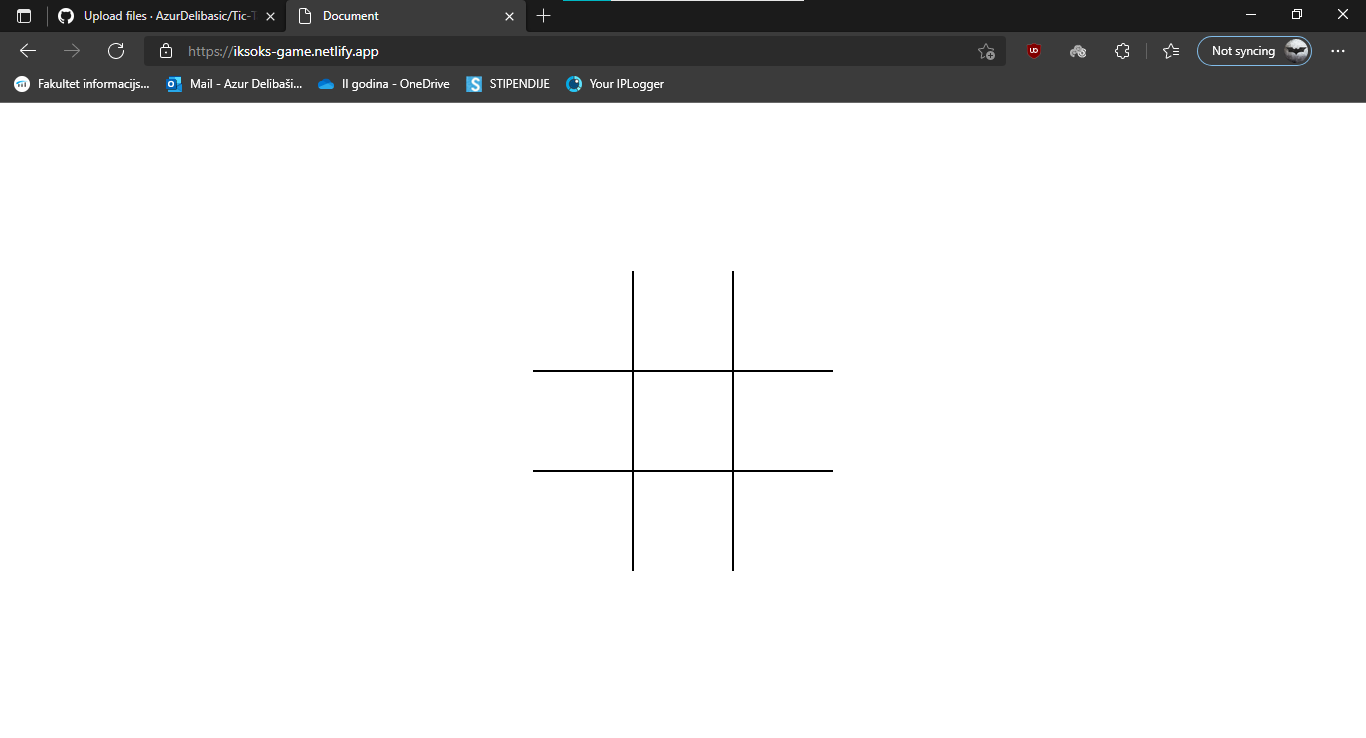 Upload files · AzurDelibasic/Tic-T
Document
https://iksoks-game.netlify.app
UD
Not syncing
Fakultet informacijs...
Mail - Azur Delibaši...
II godina - OneDrive
S STIPENDIJE
Your IPLogger